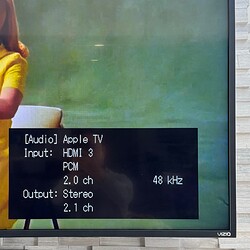 [Audio] Apple TV
Input: HDMI 3
PCM
2.0 ch 48 kHz
Output: Stereo
2.1 ch
VIZIO